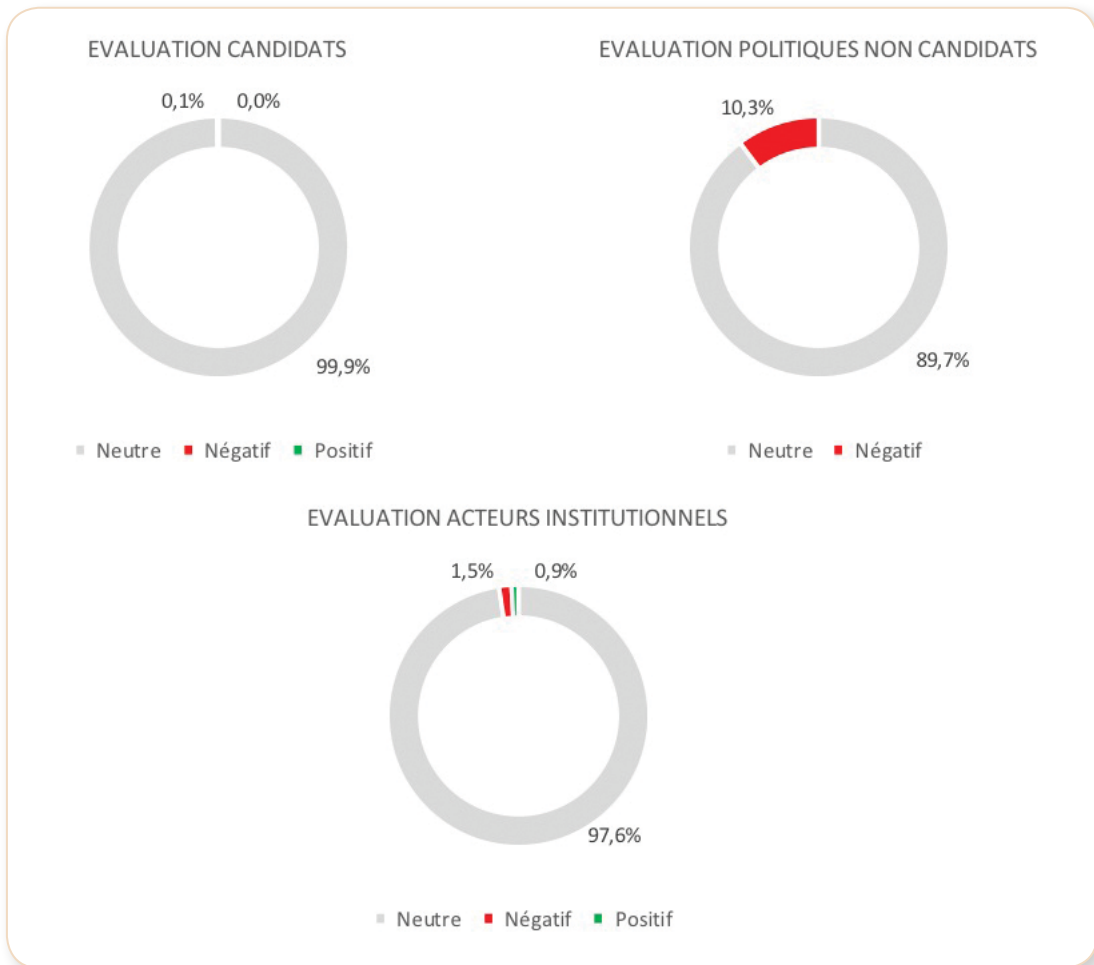 EVALUATION CANDIDATS
0,1%
0,0%
99,9%
Neutre Négatif Positif
EVALUATION POLITIQUES NON CANDIDATS
10,3%
89,7%
Neutre Négatif
EVALUATION ACTEURS INSTITUTIONNELS
1,5%
0,9%
97,6%
Neutre Négatif Positif